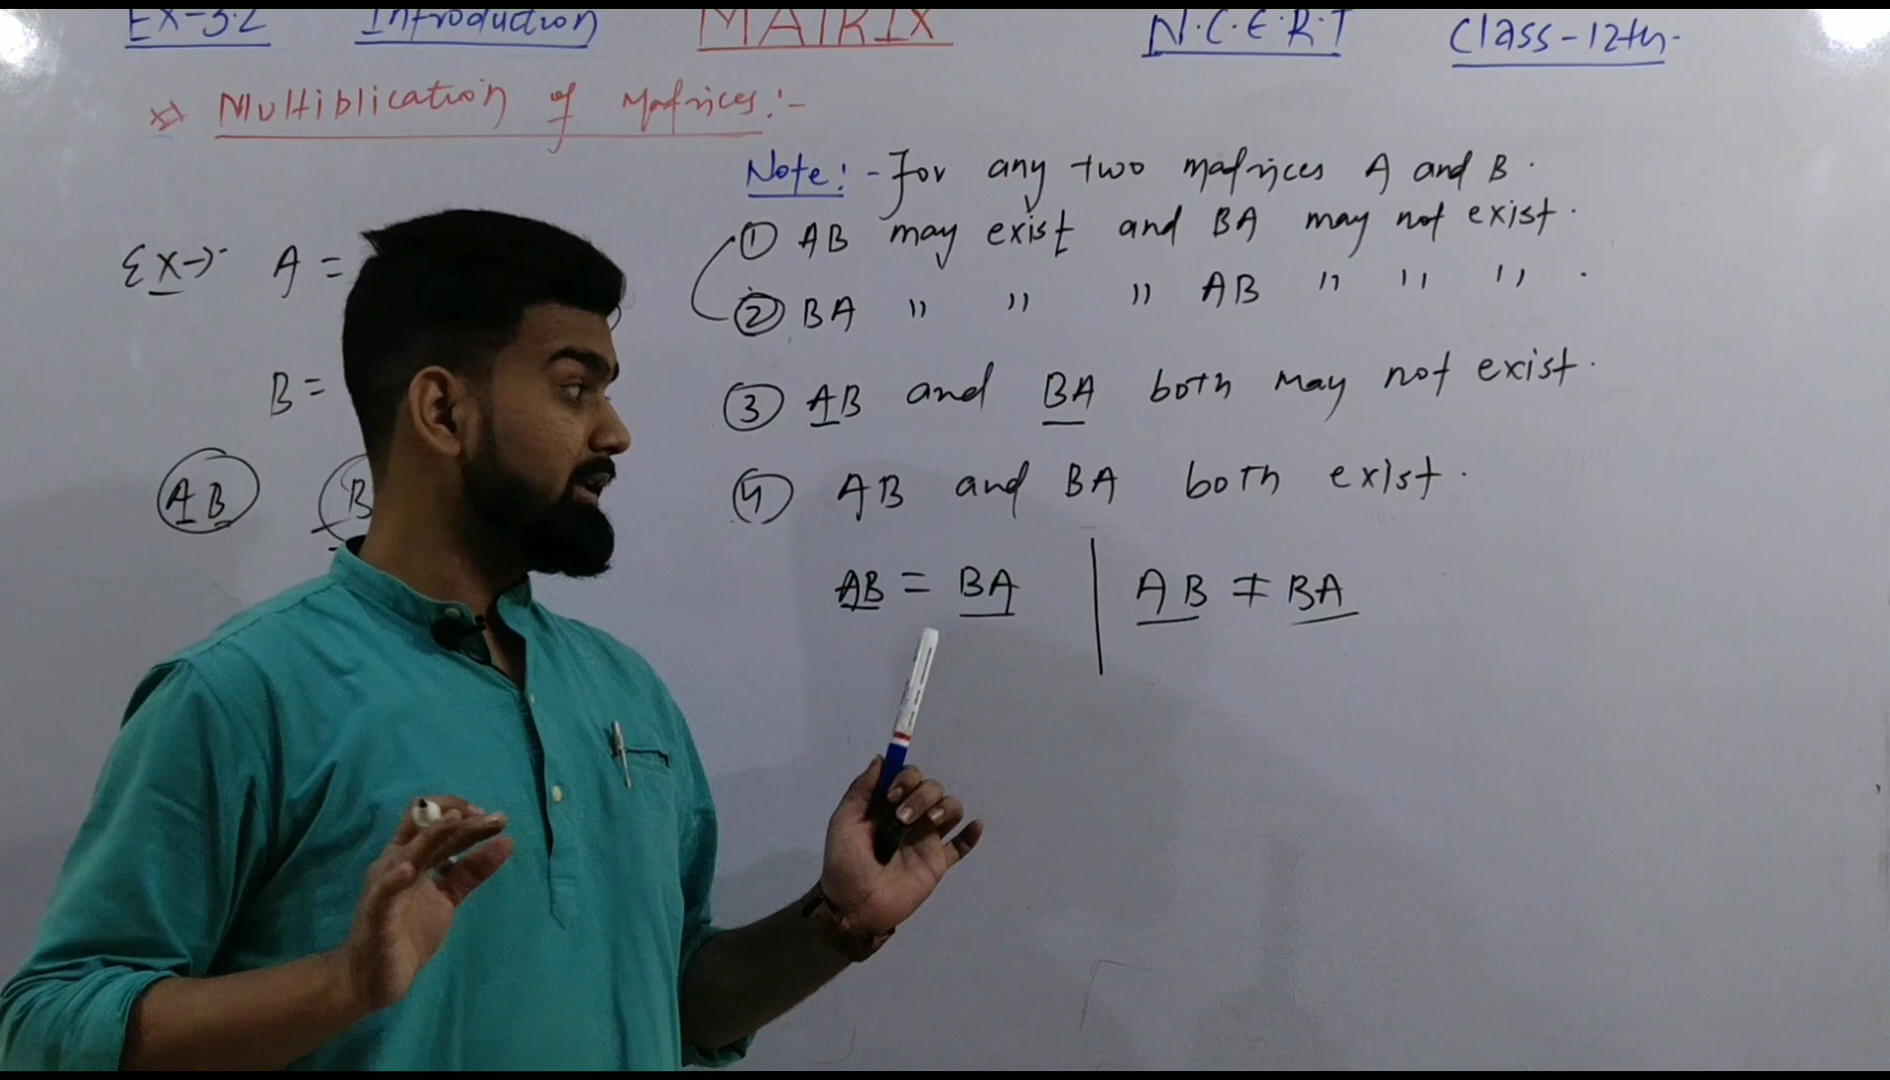 Ex-3.2 Introduction MATRIX N.C.E.R.T Class-12th.
Multiplication of Matrices:-
Note:- For any two matrices A and B.
① AB may exist and BA may not exist.
② BA " " " AB " " " .
③ AB and BA both may not exist.
④ AB and BA both exist.
AB = BA | AB ≠ BA
Ex→ A =
B =
AB B